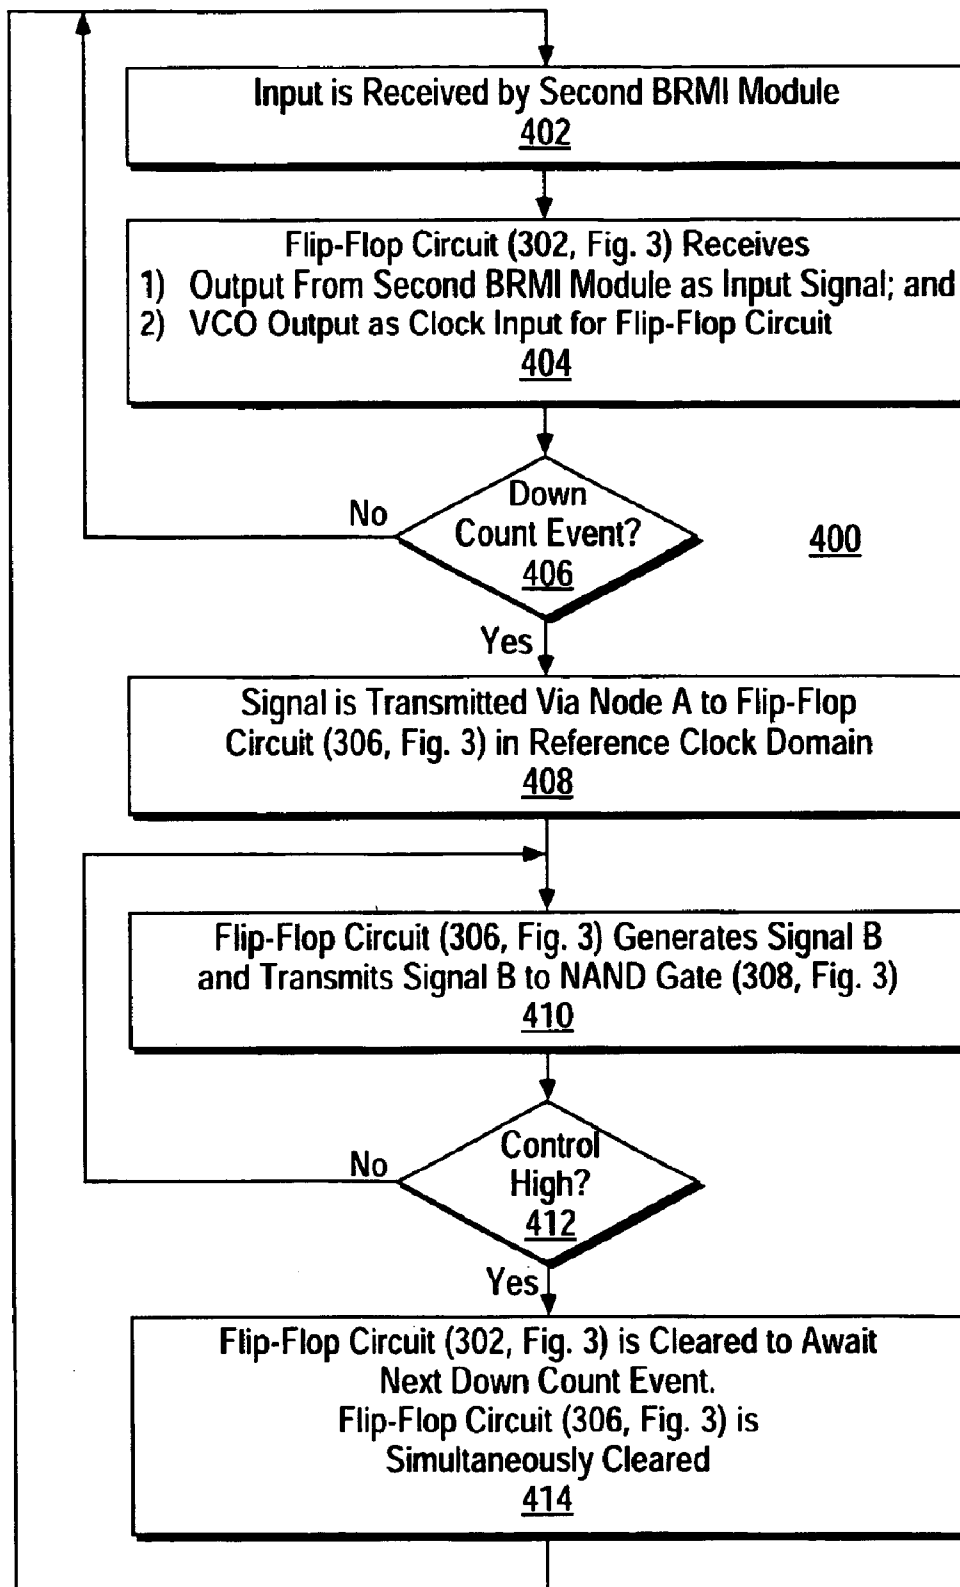 Input is Received by Second BRMI Module
402
Flip-Flop Circuit (302, Fig. 3) Receives
1) Output From Second BRMI Module as Input Signal; and
2) VCO Output as Clock Input for Flip-Flop Circuit
404
No
Down
Count Event?
406
400
Yes
Signal is Transmitted Via Node A to Flip-Flop
Circuit (306, Fig. 3) in Reference Clock Domain
408
Flip-Flop Circuit (306, Fig. 3) Generates Signal B
and Transmits Signal B to NAND Gate (308, Fig. 3)
410
No
Control
High?
412
Yes
Flip-Flop Circuit (302, Fig. 3) is Cleared to Await
Next Down Count Event.
Flip-Flop Circuit (306, Fig. 3) is
Simultaneously Cleared
414